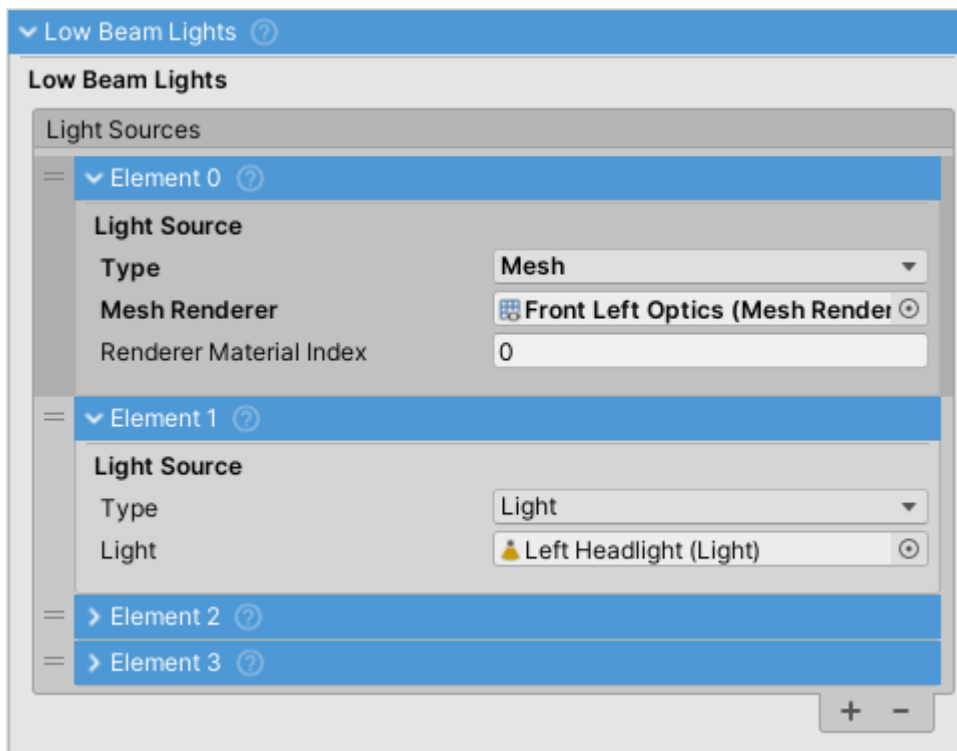 Low Beam Lights ?
Low Beam Lights
Light Sources
Element 0 ?
Light Source
Type Mesh
Mesh Renderer Front Left Optics (Mesh Render
Renderer Material Index 0
Element 1 ?
Light Source
Type Light
Light Left Headlight (Light)
Element 2 ?
Element 3 ?
+ −